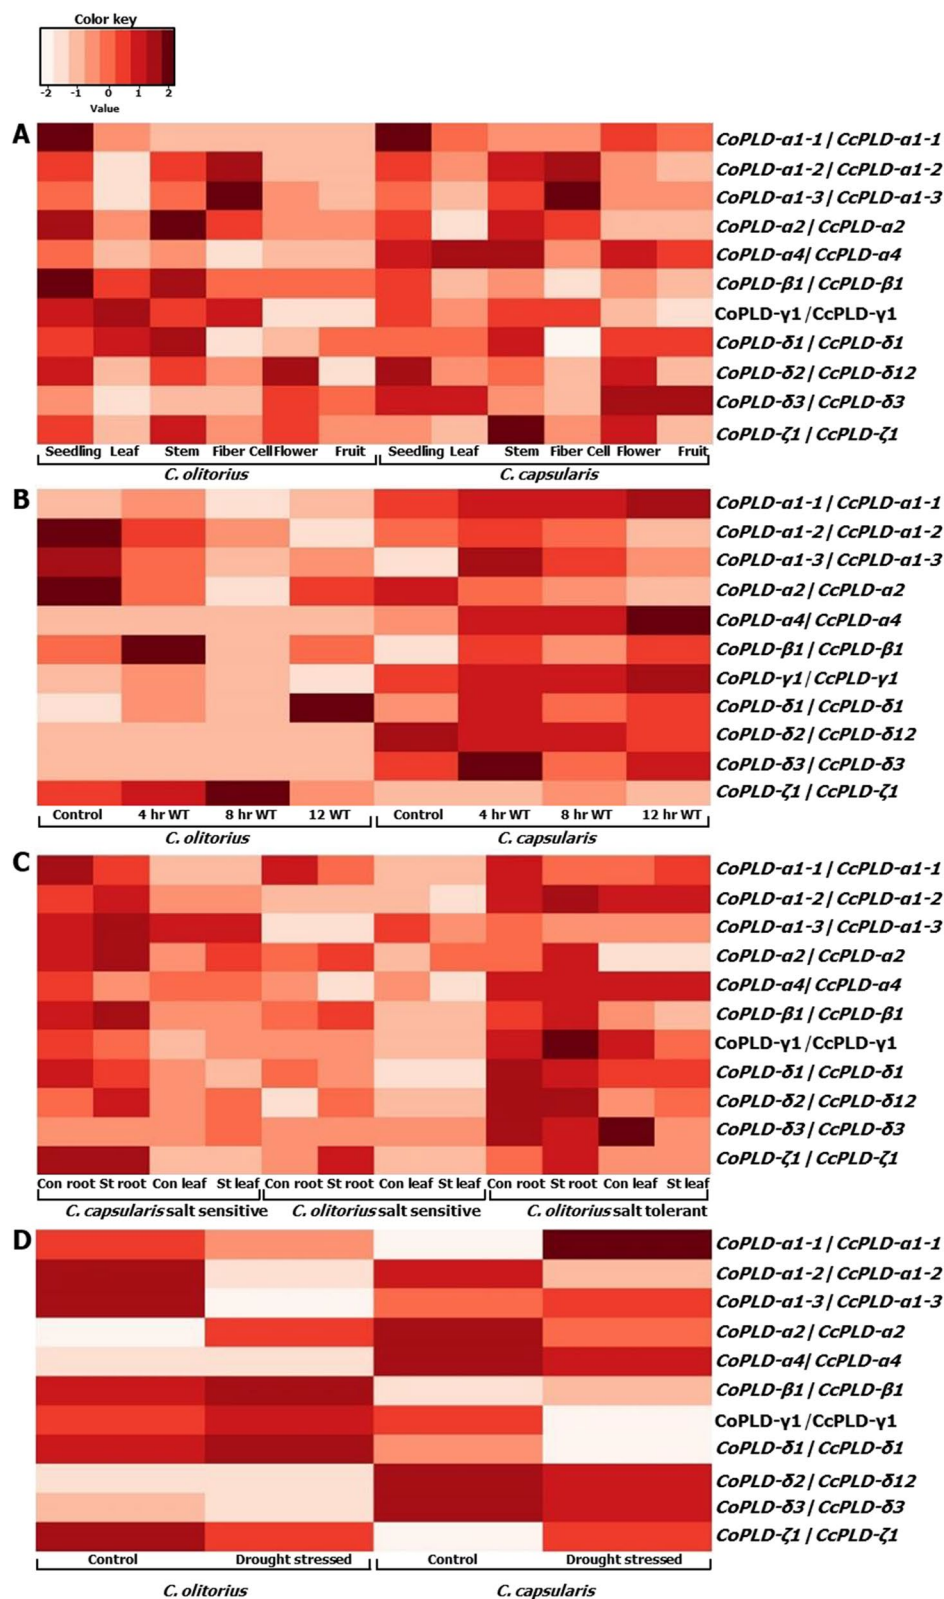 Color key
-2 -1 0 1 2
Value
A
CoPLD-α1-1 / CcPLD-α1-1
CoPLD-α1-2 / CcPLD-α1-2
CoPLD-α1-3 / CcPLD-α1-3
CoPLD-α2 / CcPLD-α2
CoPLD-α4/ CcPLD-α4
CoPLD-β1 / CcPLD-β1
CoPLD-γ1 /CcPLD-γ1
CoPLD-δ1 / CcPLD-δ1
CoPLD-δ2 / CcPLD-δ12
CoPLD-δ3 / CcPLD-δ3
CoPLD-ζ1 / CcPLD-ζ1
Seedling Leaf Stem Fiber Cell Flower Fruit Seedling Leaf Stem Fiber Cell Flower Fruit
C. olitorius C. capsularis
B
CoPLD-α1-1 / CcPLD-α1-1
CoPLD-α1-2 / CcPLD-α1-2
CoPLD-α1-3 / CcPLD-α1-3
CoPLD-α2 / CcPLD-α2
CoPLD-α4/ CcPLD-α4
CoPLD-β1 / CcPLD-β1
CoPLD-γ1 / CcPLD-γ1
CoPLD-δ1 / CcPLD-δ1
CoPLD-δ2 / CcPLD-δ12
CoPLD-δ3 / CcPLD-δ3
CoPLD-ζ1 / CcPLD-ζ1
Control 4 hr WT 8 hr WT 12 WT Control 4 hr WT 8 hr WT 12 hr WT
C. olitorius C. capsularis
C
CoPLD-α1-1 / CcPLD-α1-1
CoPLD-α1-2 / CcPLD-α1-2
CoPLD-α1-3 / CcPLD-α1-3
CoPLD-α2 / CcPLD-α2
CoPLD-α4/ CcPLD-α4
CoPLD-β1 / CcPLD-β1
CoPLD-γ1 /CcPLD-γ1
CoPLD-δ1 / CcPLD-δ1
CoPLD-δ2 / CcPLD-δ12
CoPLD-δ3 / CcPLD-δ3
CoPLD-ζ1 / CcPLD-ζ1
Con root St root Con leaf St leaf Con root St root Con leaf St leaf Con root St root Con leaf St leaf
C. capsularis salt sensitive C. olitorius salt sensitive C. olitorius salt tolerant
D
CoPLD-α1-1 / CcPLD-α1-1
CoPLD-α1-2 / CcPLD-α1-2
CoPLD-α1-3 / CcPLD-α1-3
CoPLD-α2 / CcPLD-α2
CoPLD-α4/ CcPLD-α4
CoPLD-β1 / CcPLD-β1
CoPLD-γ1 /CcPLD-γ1
CoPLD-δ1 / CcPLD-δ1
CoPLD-δ2 / CcPLD-δ12
CoPLD-δ3 / CcPLD-δ3
CoPLD-ζ1 / CcPLD-ζ1
Control Drought stressed Control Drought stressed
C. olitorius C. capsularis